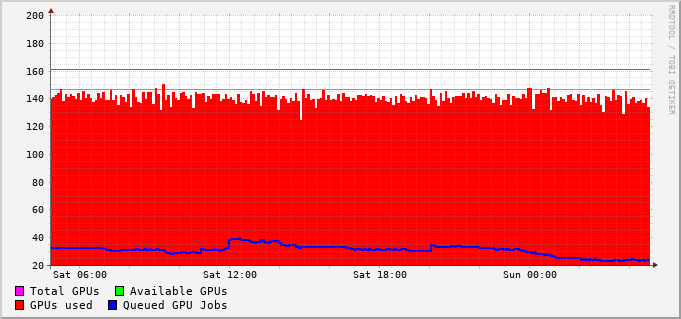 RRDTOOL / TOBI OETIKER
200
180
160
140
120
100
80
60
40
20
Sat 06:00 Sat 12:00 Sat 18:00 Sun 00:00
Total GPUs Available GPUs
GPUs used Queued GPU Jobs